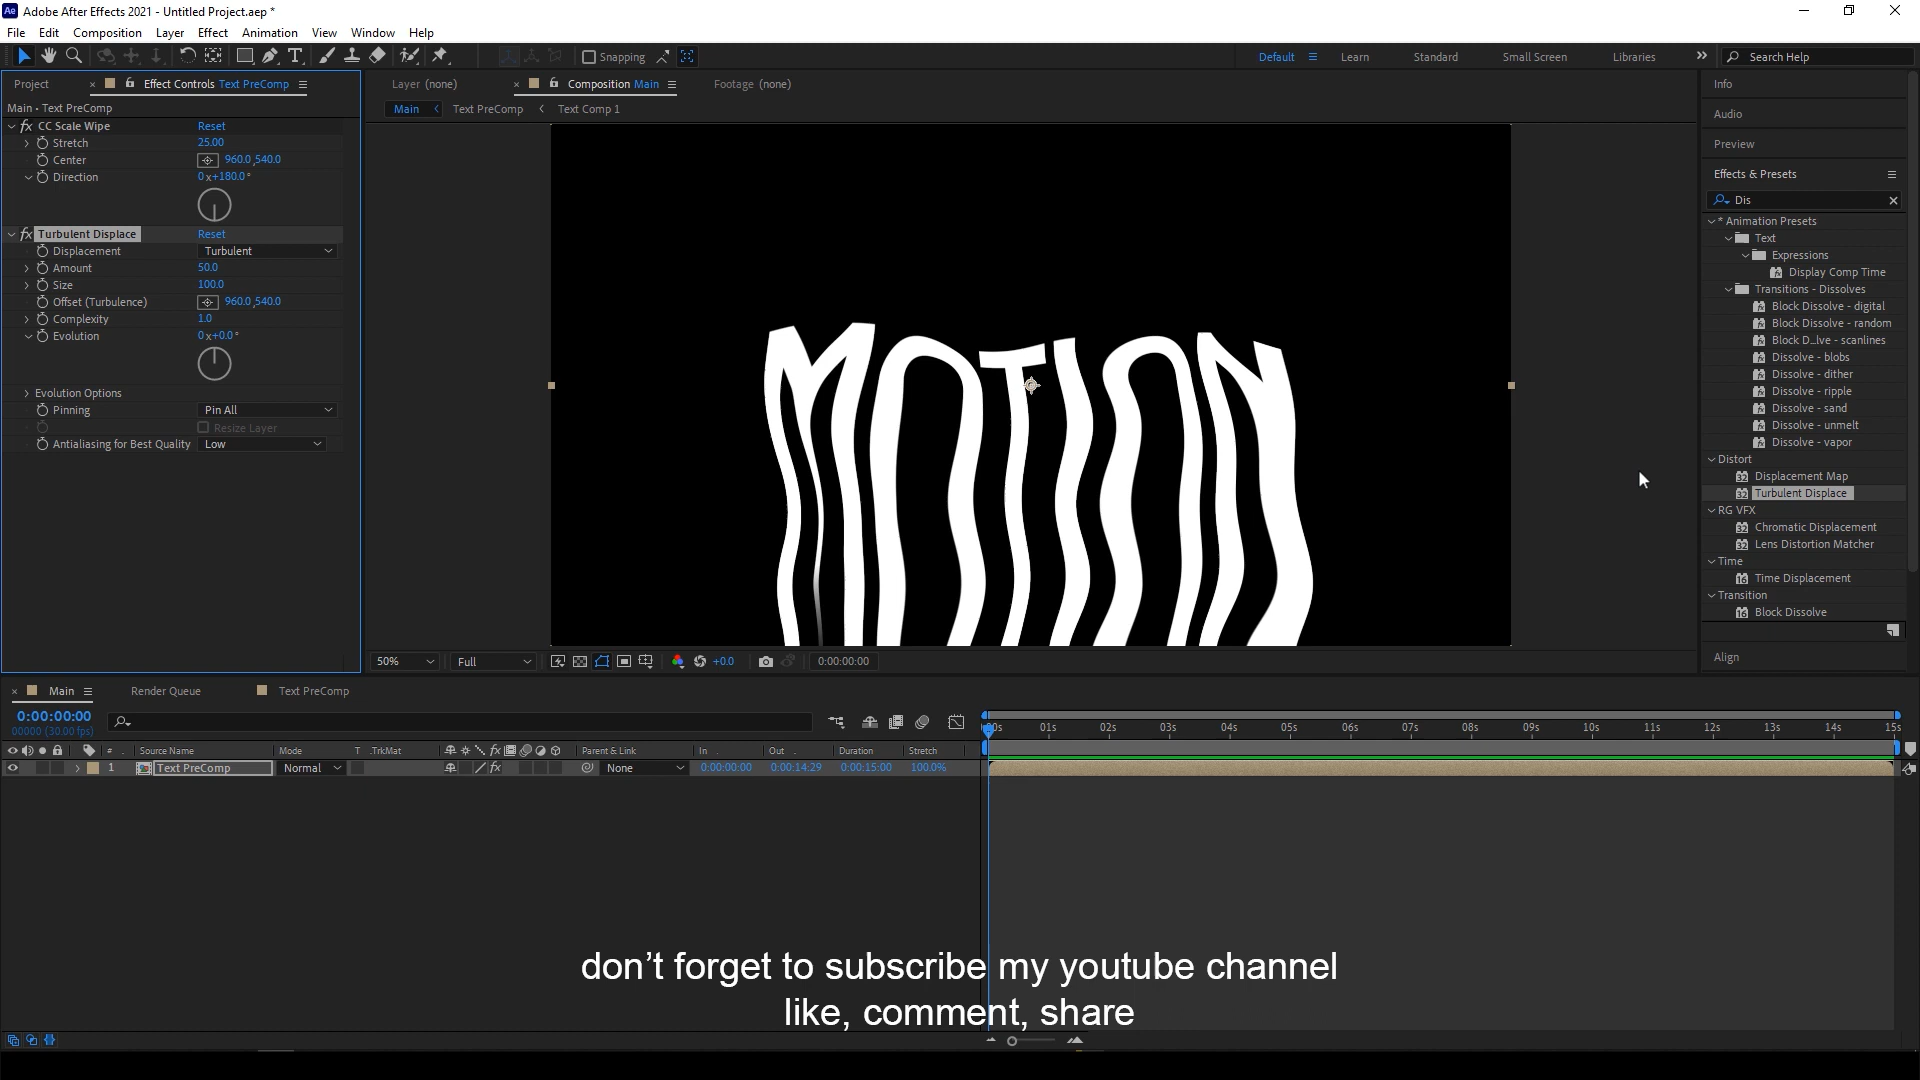 Ae Adobe After Effects 2021 - Untitled Project.aep *
File Edit Composition Layer Effect Animation View Window Help
Snapping Default Learn Standard Small Screen Libraries Search Help
Project Effect Controls Text PreComp
Layer (none) Composition Main Footage (none)
Main • Text PreComp
Main Text PreComp Text Comp 1
fx CC Scale Wipe Reset
Stretch 25.00
Center 960.0,540.0
Direction 0x+180.0°
fx Turbulent Displace Reset
Displacement Turbulent
Amount 50.0
Size 100.0
Offset (Turbulence) 960.0,540.0
Complexity 1.0
Evolution 0x+0.0°
Evolution Options
Pinning Pin All
Resize Layer
Antialiasing for Best Quality Low
MOTION
50% Full +0.0 0:00:00:00
Info
Audio
Preview
Effects & Presets
Dis
* Animation Presets
Text
Expressions
Display Comp Time
Transitions - Dissolves
Block Dissolve - digital
Block Dissolve - random
Block D...lve - scanlines
Dissolve - blobs
Dissolve - dither
Dissolve - ripple
Dissolve - sand
Dissolve - unmelt
Dissolve - vapor
Distort
32 Displacement Map
32 Turbulent Displace
RG VFX
32 Chromatic Displacement
32 Lens Distortion Matcher
Time
16 Time Displacement
Transition
16 Block Dissolve
Align
Main Render Queue Text PreComp
0:00:00:00
00000 (30.00 fps)
00s 01s 02s 03s 04s 05s 06s 07s 08s 09s 10s 11s 12s 13s 14s 15s
# Source Name Mode T .TrkMat fx Parent & Link In Out Duration Stretch
1 Text PreComp Normal fx None 0:00:00:00 0:00:14:29 0:00:15:00 100.0%
don't forget to subscribe my youtube channel
like, comment, share